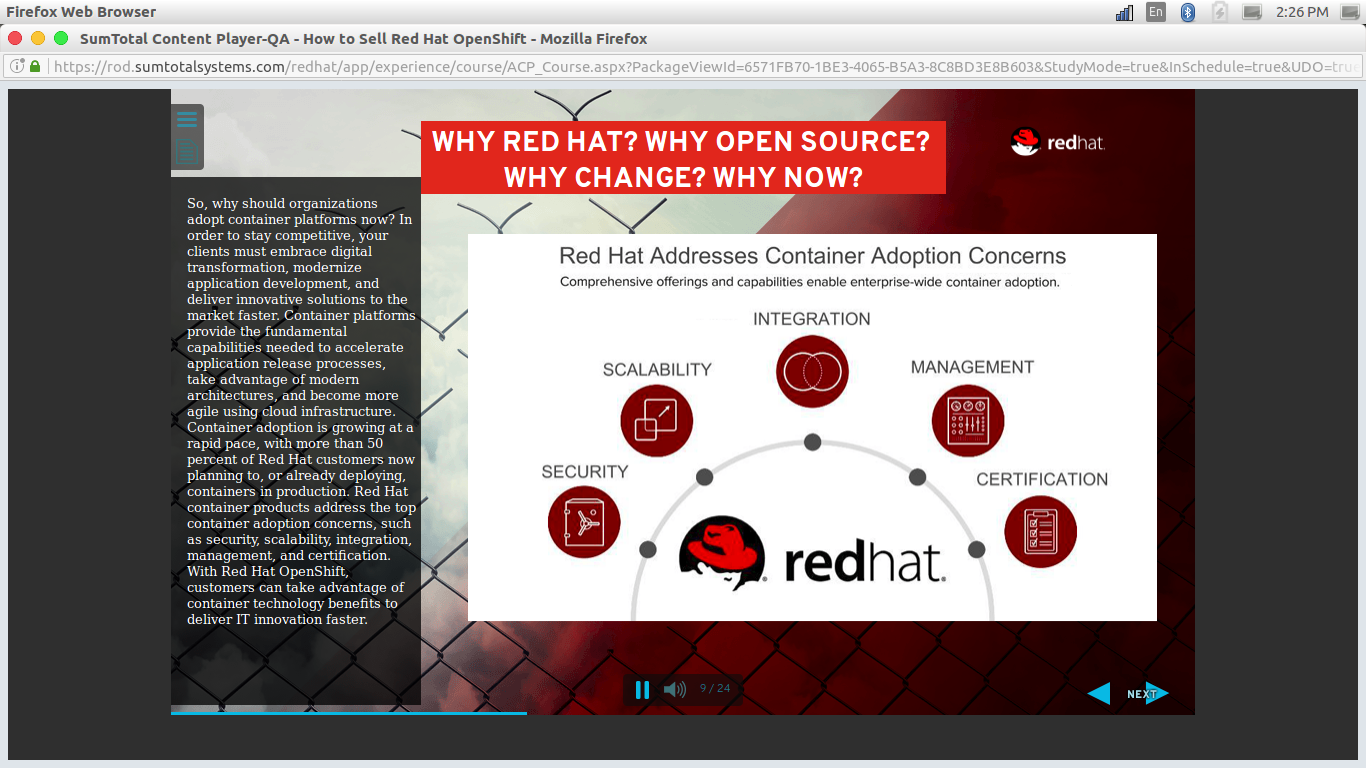 Firefox Web Browser
En
2:26 PM
SumTotal Content Player-QA - How to Sell Red Hat OpenShift - Mozilla Firefox
https://rod.sumtotalsystems.com/redhat/app/experience/course/ACP_Course.aspx?PackageViewId=6571FB70-1BE3-4065-B5A3-8C8BD3E8B603&StudyMode=true&InSchedule=true&UDO=true
WHY RED HAT? WHY OPEN SOURCE?
WHY CHANGE? WHY NOW?
redhat.
So, why should organizations
adopt container platforms now? In
order to stay competitive, your
clients must embrace digital
transformation, modernize
application development, and
deliver innovative solutions to the
market faster. Container platforms
provide the fundamental
capabilities needed to accelerate
application release processes,
take advantage of modern
architectures, and become more
agile using cloud infrastructure.
Container adoption is growing at a
rapid pace, with more than 50
percent of Red Hat customers now
planning to, or already deploying,
containers in production. Red Hat
container products address the top
container adoption concerns, such
as security, scalability, integration,
management, and certification.
With Red Hat OpenShift,
customers can take advantage of
container technology benefits to
deliver IT innovation faster.
Red Hat Addresses Container Adoption Concerns
Comprehensive offerings and capabilities enable enterprise-wide container adoption.
INTEGRATION
SCALABILITY
MANAGEMENT
SECURITY
CERTIFICATION
redhat.
9 / 24
NEXT